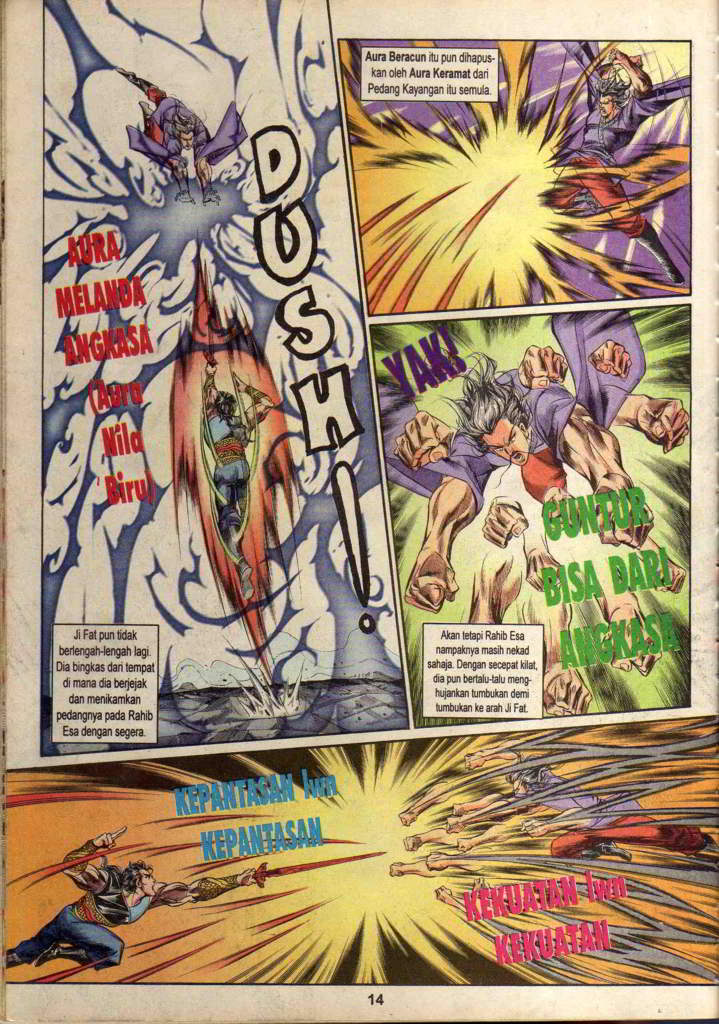 DUSH!
AURA
MELANDA
ANGKASA
(Aura
Nila
Biru)
Ji Fat pun tidak
berlengah-lengah lagi.
Dia bingkas dari tempat
di mana dia berjejak
dan menikamkan
pedangnya pada Rahib
Esa dengan segera.
Aura Beracun itu pun dihapus-
kan oleh Aura Keramat dari
Pedang Kayangan itu semula.
YAK!
GUNTUR
BISA DARI
ANGKASA
Akan tetapi Rahib Esa
nampaknya masih nekad
sahaja. Dengan secepat kilat,
dia pun bertalu-talu meng-
hujankan tumbukan demi
tumbukan ke arah Ji Fat.
KEPANTASAN lwn
KEPANTASAN
KEKUATAN lwn
KEKUATAN
14